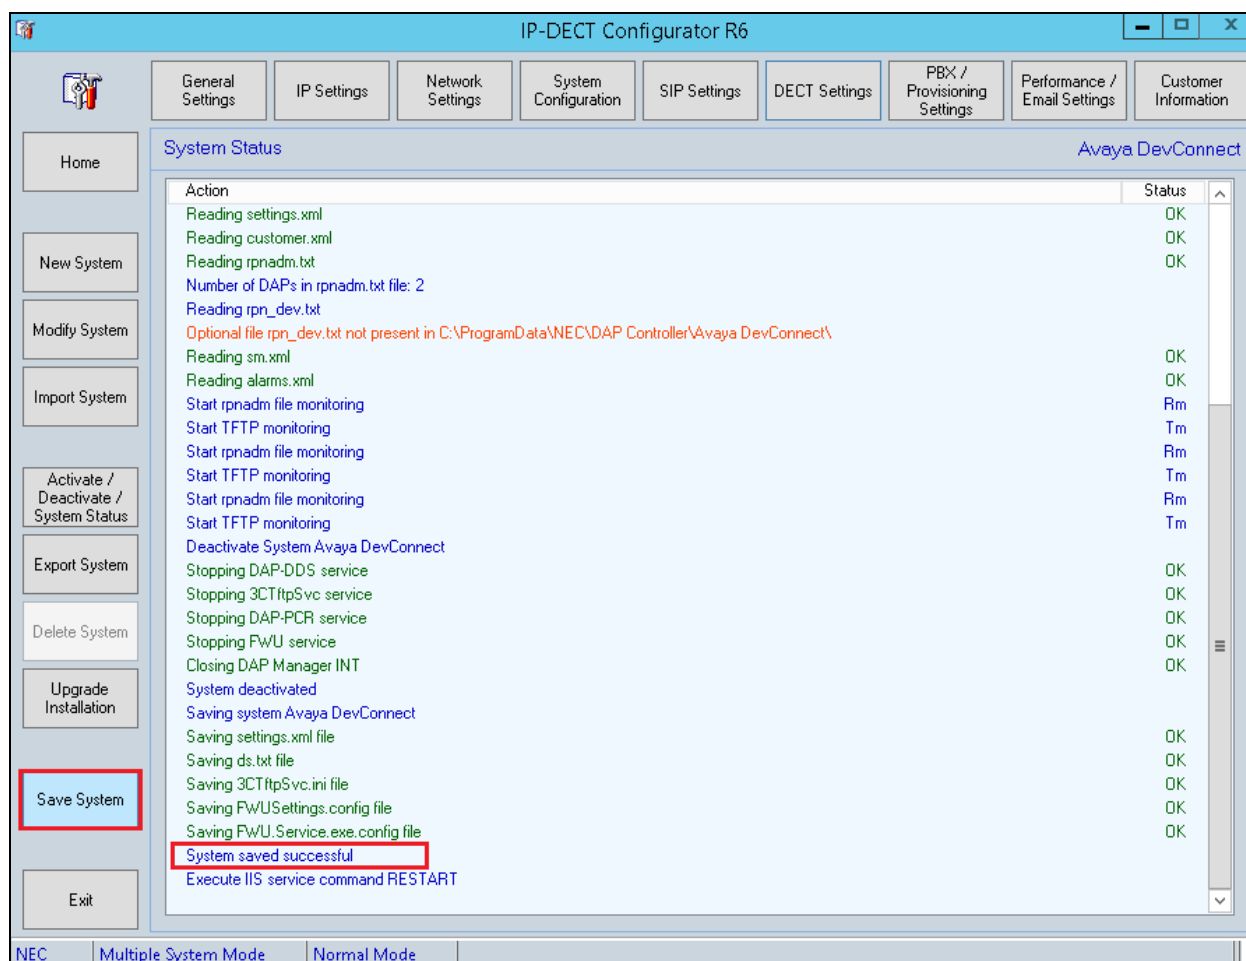 IP-DECT Configurator R6
General
Settings
IP Settings
Network
Settings
System
Configuration
SIP Settings
DECT Settings
PBX /
Provisioning
Settings
Performance /
Email Settings
Customer
Information
Home
New System
Modify System
Import System
Activate /
Deactivate /
System Status
Export System
Delete System
Upgrade
Installation
Save System
Exit
System Status
Avaya DevConnect
Action Status
Reading settings.xml OK
Reading customer.xml OK
Reading rpnadm.txt OK
Number of DAPs in rpnadm.txt file: 2
Reading rpn_dev.txt
Optional file rpn_dev.txt not present in C:\ProgramData\NEC\DAP Controller\Avaya DevConnect\
Reading sm.xml OK
Reading alarms.xml OK
Start rpnadm file monitoring Rm
Start TFTP monitoring Tm
Start rpnadm file monitoring Rm
Start TFTP monitoring Tm
Start rpnadm file monitoring Rm
Start TFTP monitoring Tm
Deactivate System Avaya DevConnect
Stopping DAP-DDS service OK
Stopping 3CTftpSvc service OK
Stopping DAP-PCR service OK
Stopping FWU service OK
Closing DAP Manager INT OK
System deactivated
Saving system Avaya DevConnect
Saving settings.xml file OK
Saving ds.txt file OK
Saving 3CTftpSvc.ini file OK
Saving FWUSettings.config file OK
Saving FWU.Service.exe.config file OK
System saved successful
Execute IIS service command RESTART
NEC Multiple System Mode Normal Mode